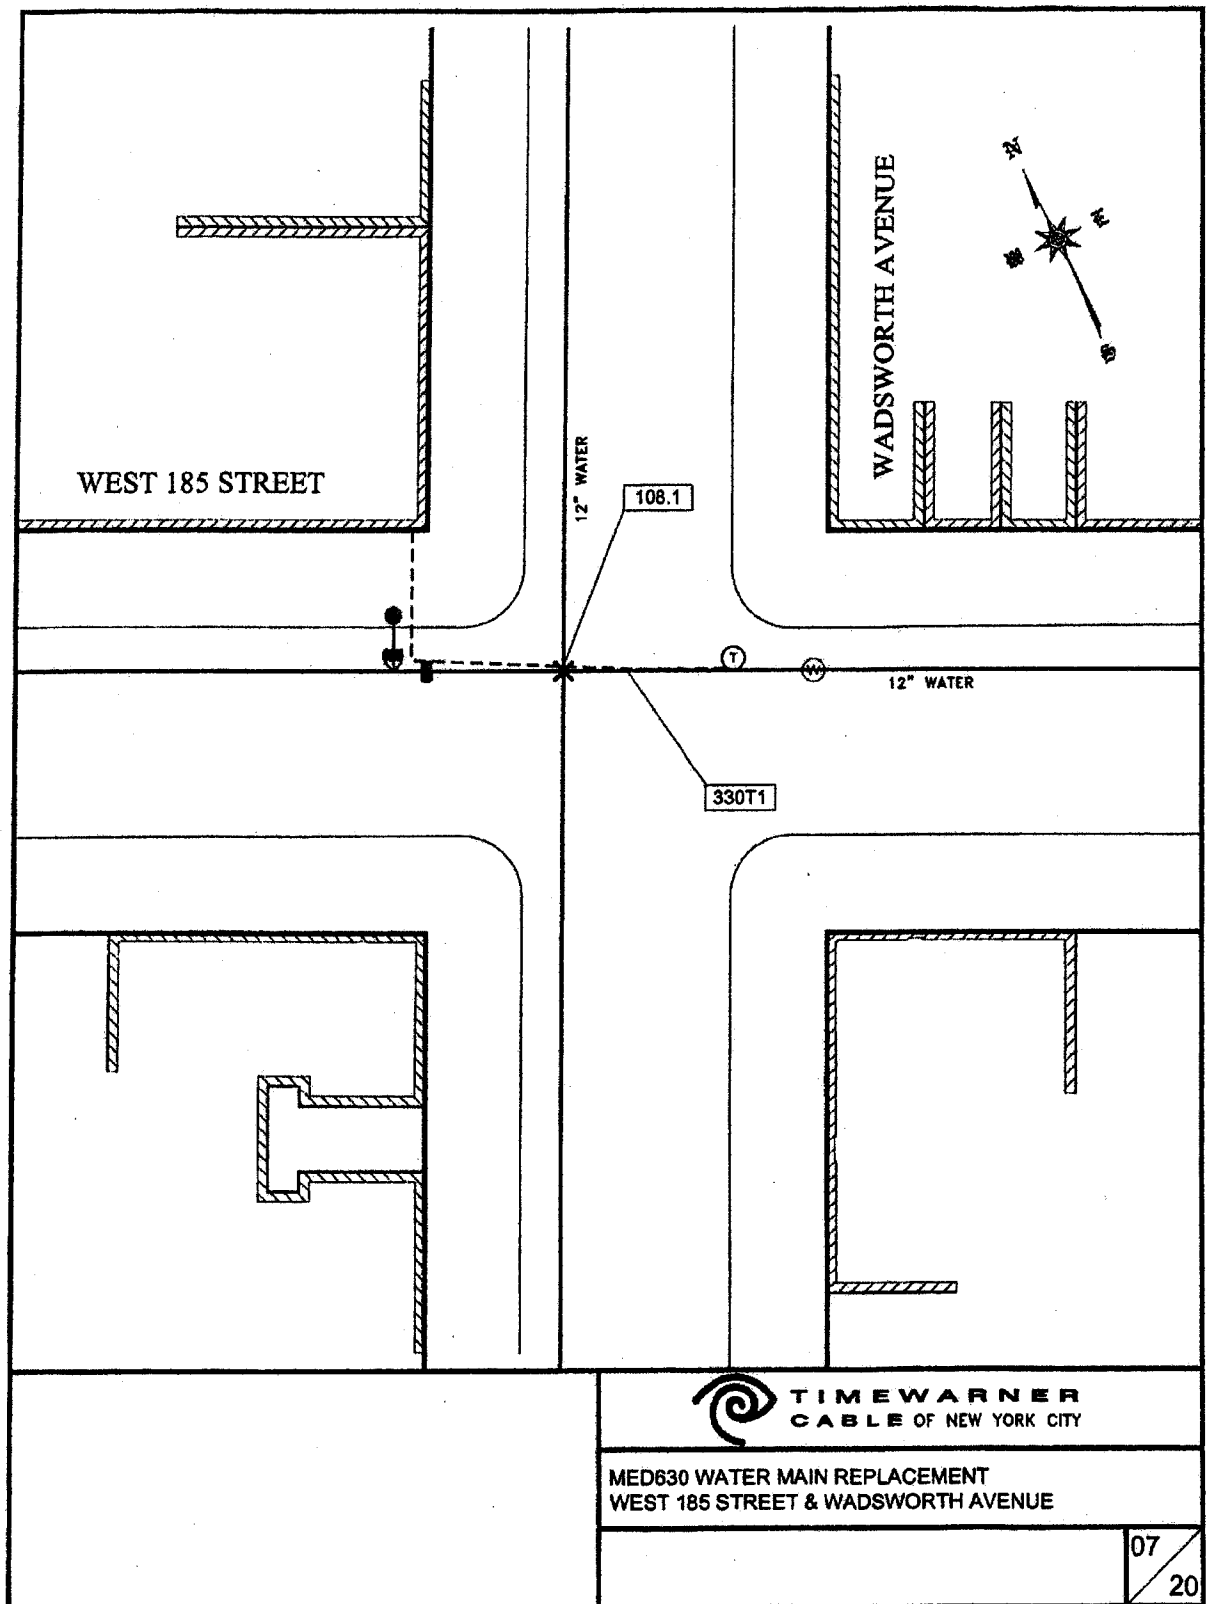 WADSWORTH AVENUE
N
S
WEST 185 STREET
12" WATER
108.1
T
W
12" WATER
330T1
TIMEWARNER
CABLE OF NEW YORK CITY
MED630 WATER MAIN REPLACEMENT
WEST 185 STREET & WADSWORTH AVENUE
07
20